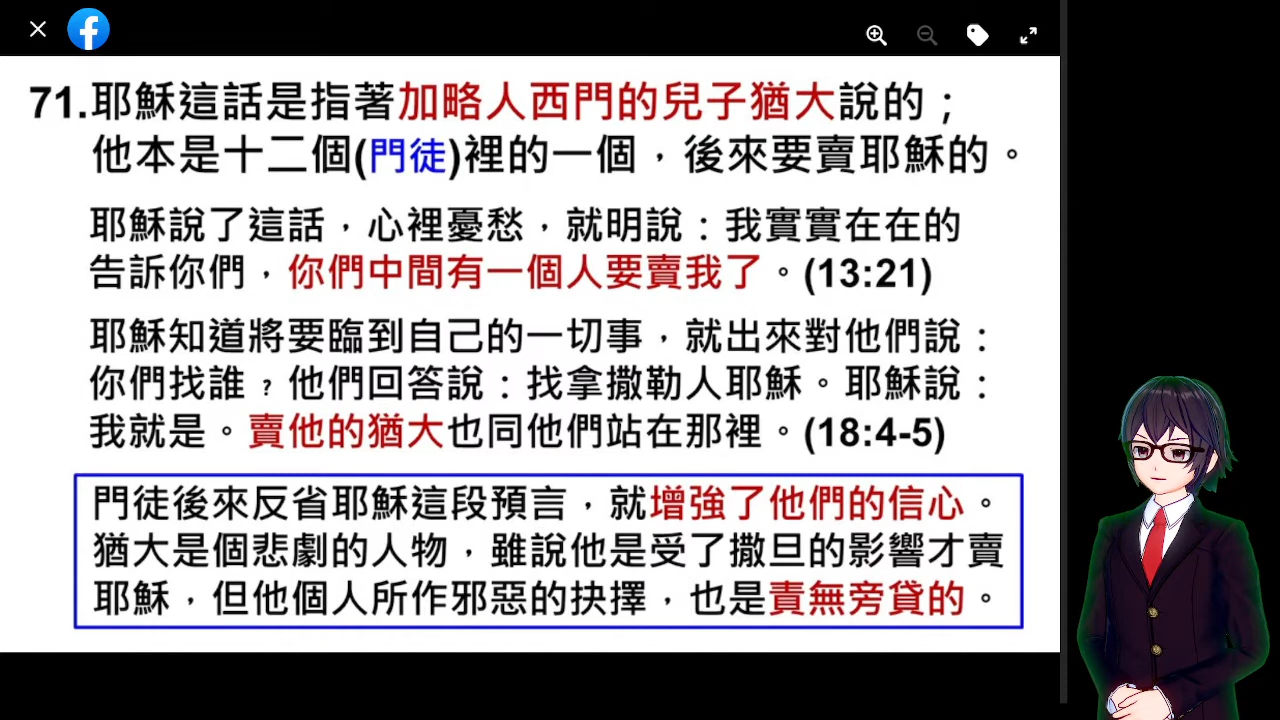 71.耶穌這話是指著加略人西門的兒子猶大說的；
他本是十二個(門徒)裡的一個，後來要賣耶穌的。
耶穌說了這話，心裡憂愁，就明說：我實實在在的
告訴你們，你們中間有一個人要賣我了。(13:21)
耶穌知道將要臨到自己的一切事，就出來對他們說：
你們找誰﹖他們回答說：找拿撒勒人耶穌。耶穌說：
我就是。賣他的猶大也同他們站在那裡。(18:4-5)
門徒後來反省耶穌這段預言，就增強了他們的信心。
猶大是個悲劇的人物，雖說他是受了撒旦的影響才賣
耶穌，但他個人所作邪惡的抉擇，也是責無旁貸的。